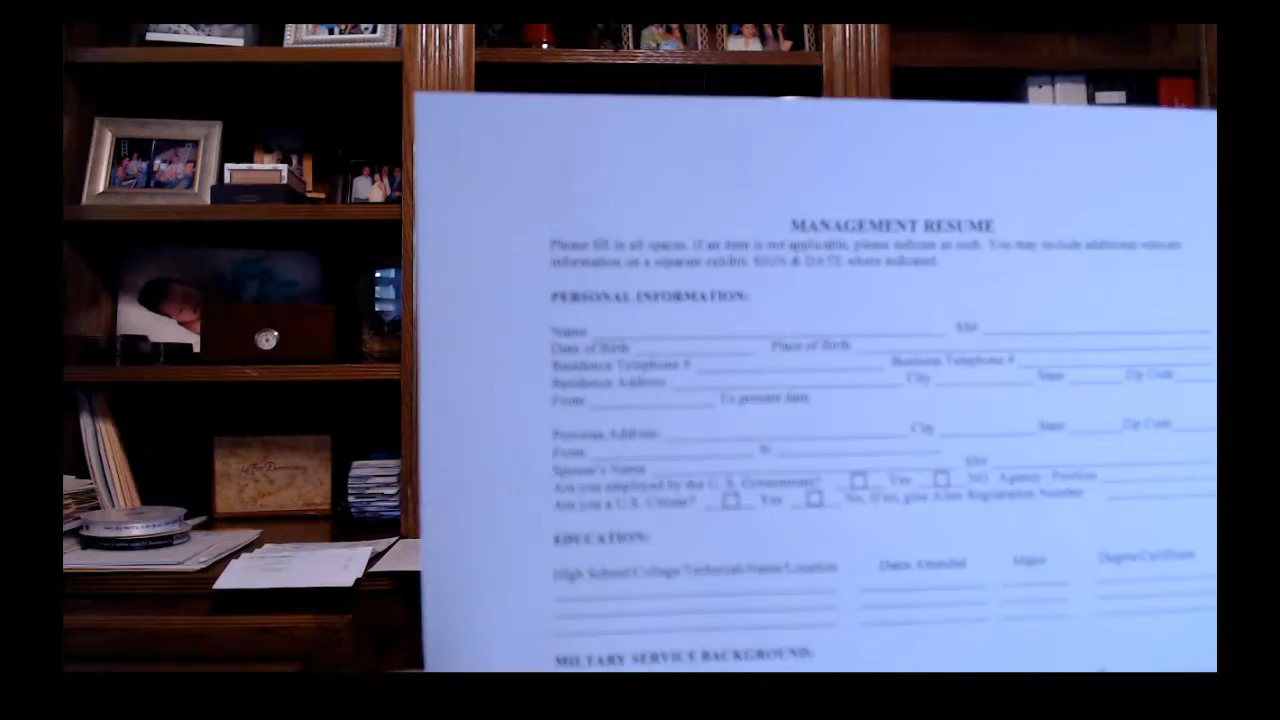 MANAGEMENT RESUME
Please fill in all spaces. If an item is not applicable, please indicate as such. You may include additional relevant
information on a separate exhibit. SIGN & DATE where indicated.
PERSONAL INFORMATION:
Name SS#
Date of Birth Place of Birth
Residence Telephone # Business Telephone #
Residence Address City State Zip Code
From To present date
Previous Address City State Zip Code
From to
Spouse's Name SS#
Are you employed by the U. S. Government? Yes NO Agency / Position
Are you a U.S. Citizen? Yes No, if no, give Alien Registration Number
EDUCATION:
High School/College/Technical-Name/Location Dates Attended Major Degree/Certificate
MILTARY SERVICE BACKGROUND: